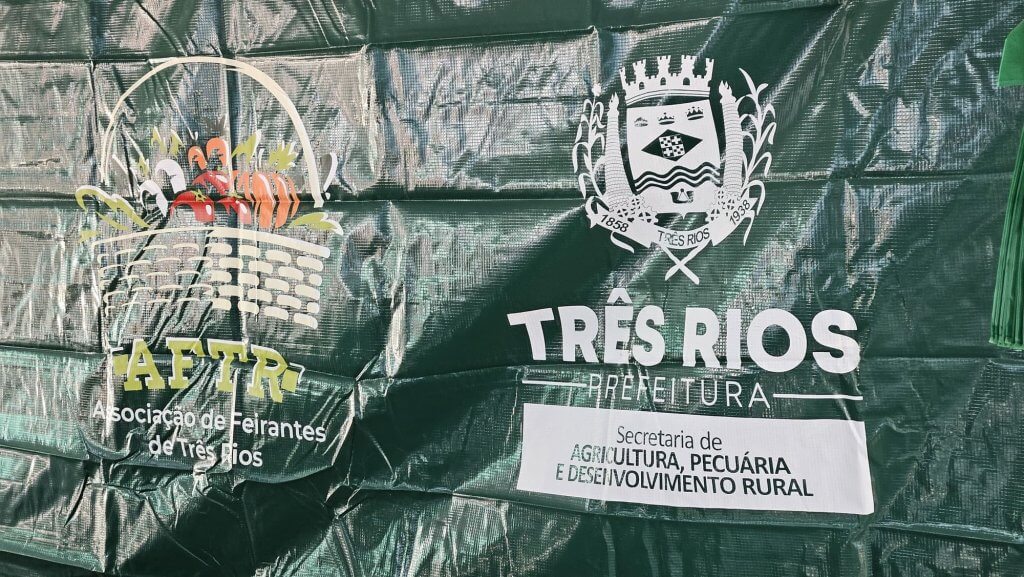 AFTR
Associação de Feirantes
de Três Rios
1858
TRÊS RIOS
1938
TRÊS RIOS
PREFEITURA
Secretaria de
AGRICULTURA, PECUÁRIA
E DESENVOLVIMENTO RURAL